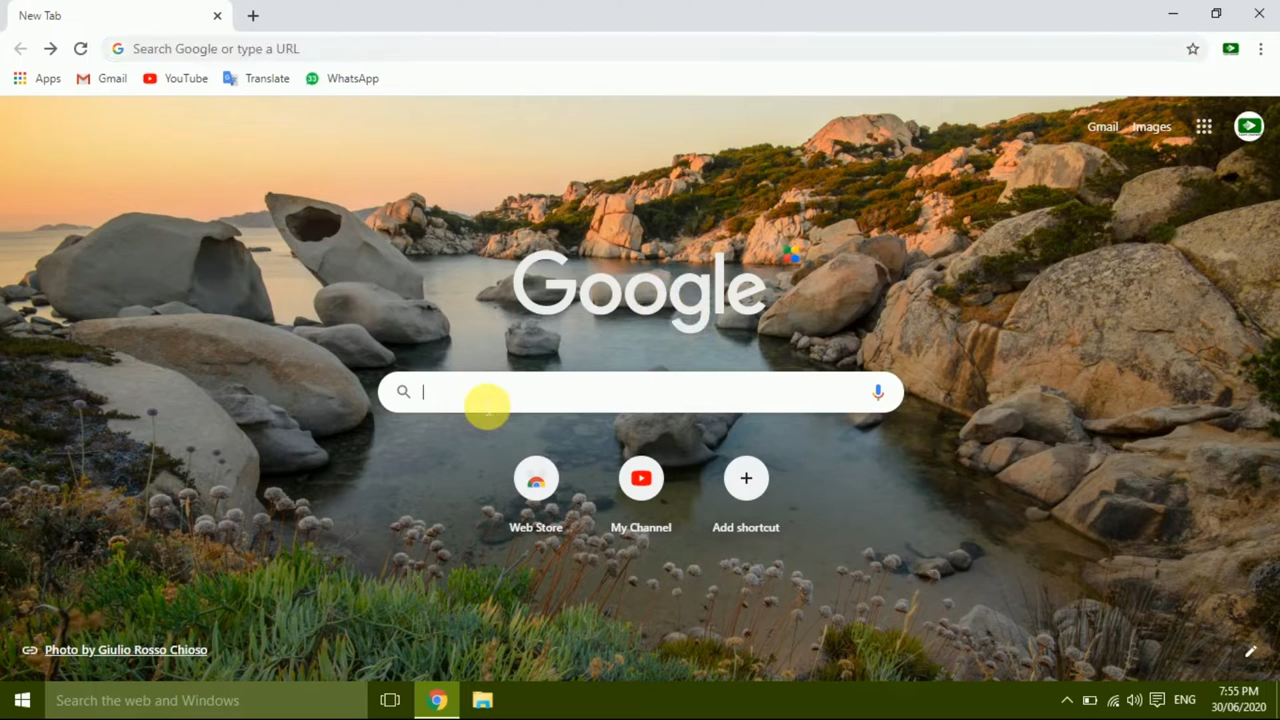 New Tab
Search Google or type a URL
Apps Gmail YouTube Translate 33 WhatsApp
Gmail Images
Google
Web Store My Channel Add shortcut
Photo by Giulio Rosso Chioso
Search the web and Windows
ENG
7:55 PM
30/06/2020